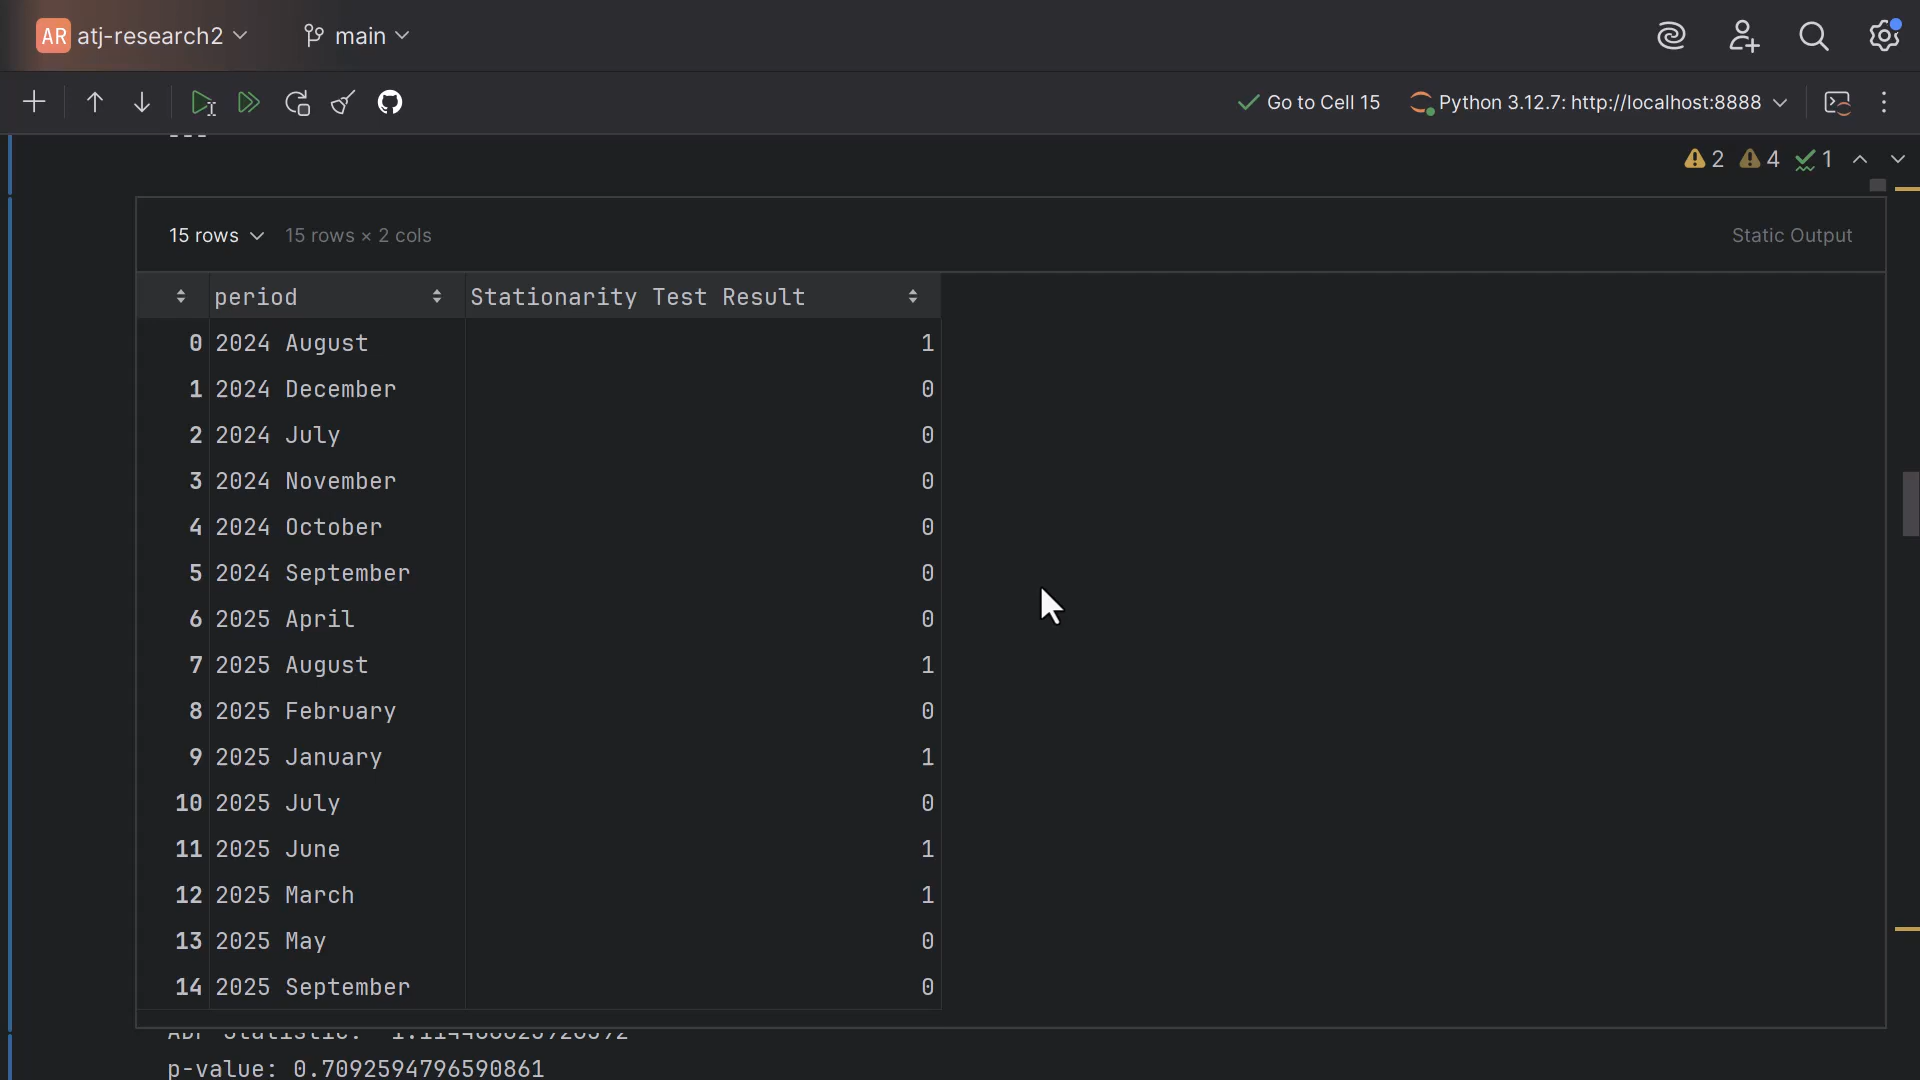 AR atj-research2 main
Go to Cell 15 Python 3.12.7: http://localhost:8888
2 4 1
15 rows 15 rows × 2 cols Static Output
period Stationarity Test Result
0 2024 August 1
1 2024 December 0
2 2024 July 0
3 2024 November 0
4 2024 October 0
5 2024 September 0
6 2025 April 0
7 2025 August 1
8 2025 February 0
9 2025 January 1
10 2025 July 0
11 2025 June 1
12 2025 March 1
13 2025 May 0
14 2025 September 0
Statistic:
p-value: 0.7092594796590861